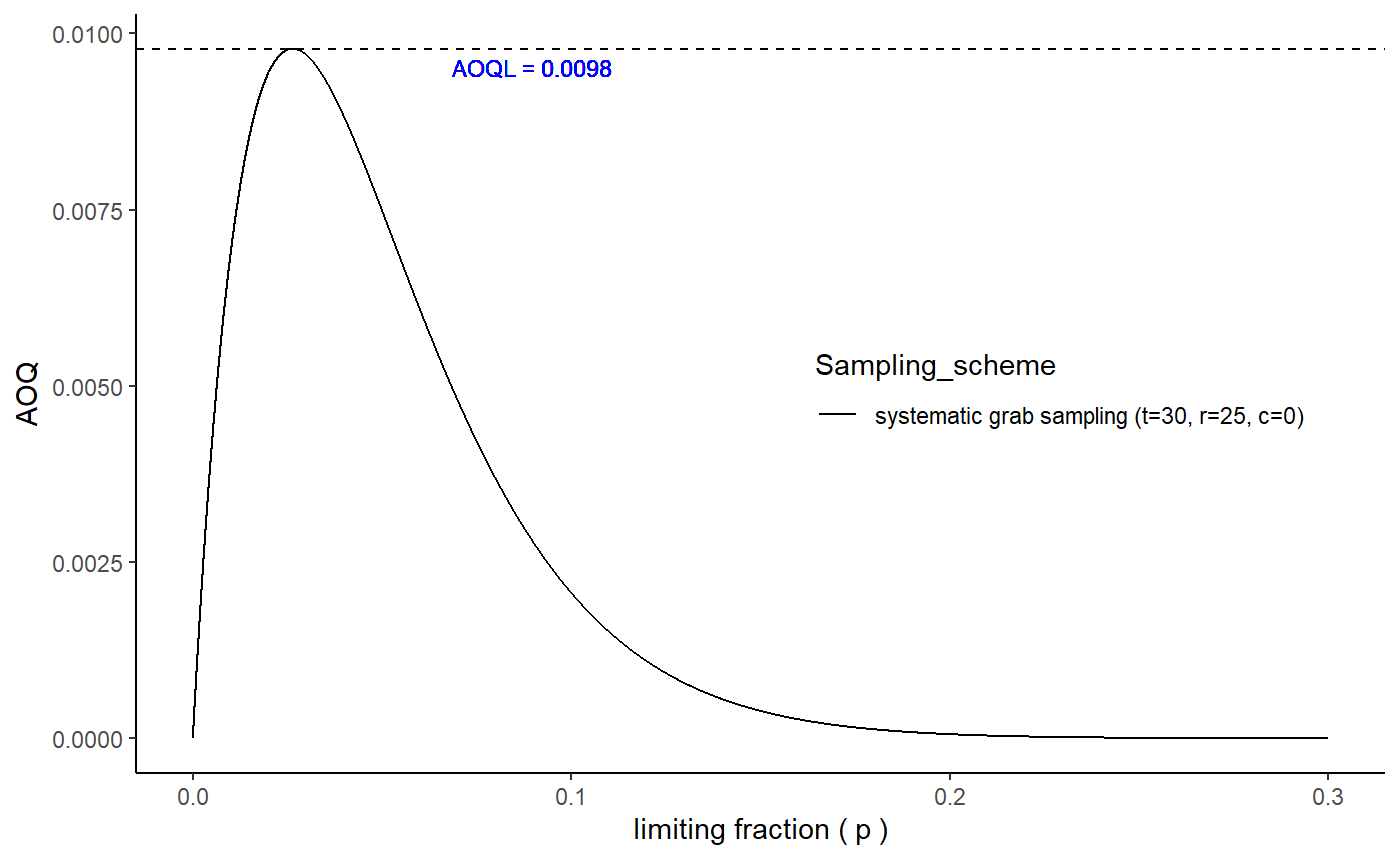 0.0100
AOQL = 0.0098
0.0075
Sampling_scheme
0.0050
systematic grab sampling (t=30, r=25, c=0)
AOQ
0.0025
0.0000
0.0
0.1
0.2
0.3
limiting fraction ( p )